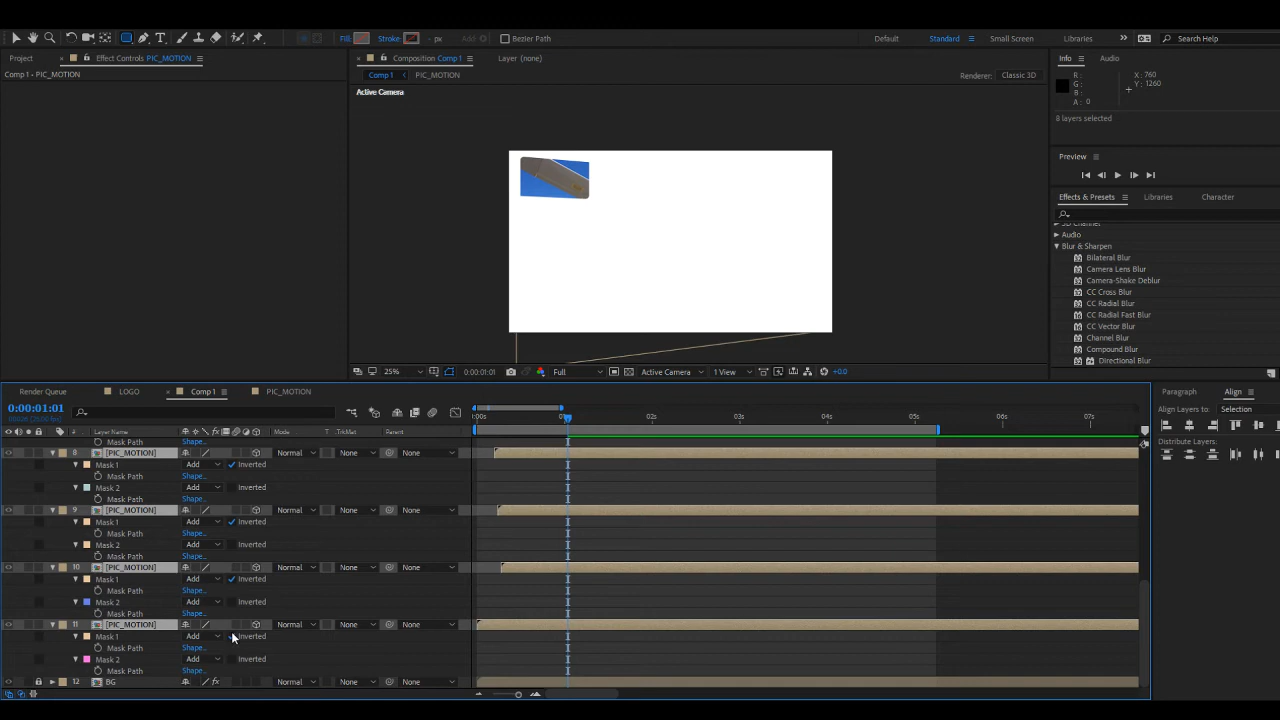 Fill: Stroke: - px Add: Bezier Path Default Standard Small Screen Libraries Search Help
Project Effect Controls PIC_MOTION Composition Comp 1 Layer (none) Info Audio
Comp 1 • PIC_MOTION Comp 1 PIC_MOTION Renderer: Classic 3D
R: X: 760
G: Y: 1260
B:
A: 0
Active Camera
8 layers selected
Preview
Effects & Presets Libraries Character
3D Channel
Audio
Blur & Sharpen
Bilateral Blur
Camera Lens Blur
Camera-Shake Deblur
CC Cross Blur
CC Radial Blur
CC Radial Fast Blur
CC Vector Blur
Channel Blur
Compound Blur
Directional Blur
25% 0:00:01:01 Full Active Camera 1 View +0.0
Render Queue LOGO Comp 1 PIC_MOTION Paragraph Align
0:00:01:01
Align Layers to: Selection
:00s 02s 03s 04s 05s 06s 07s
# Layer Name Mode T TrkMat Parent
Distribute Layers:
Mask Path Shape...
8 [PIC_MOTION] Normal None None
Mask 1 Add Inverted
Mask Path Shape...
Mask 2 Add Inverted
Mask Path Shape...
9 [PIC_MOTION] Normal None None
Mask 1 Add Inverted
Mask Path Shape...
Mask 2 Add Inverted
Mask Path Shape...
10 [PIC_MOTION] Normal None None
Mask 1 Add Inverted
Mask Path Shape...
Mask 2 Add Inverted
Mask Path Shape...
11 [PIC_MOTION] Normal None None
Mask 1 Add Inverted
Mask Path Shape...
Mask 2 Add Inverted
Mask Path Shape...
12 BG Normal None None